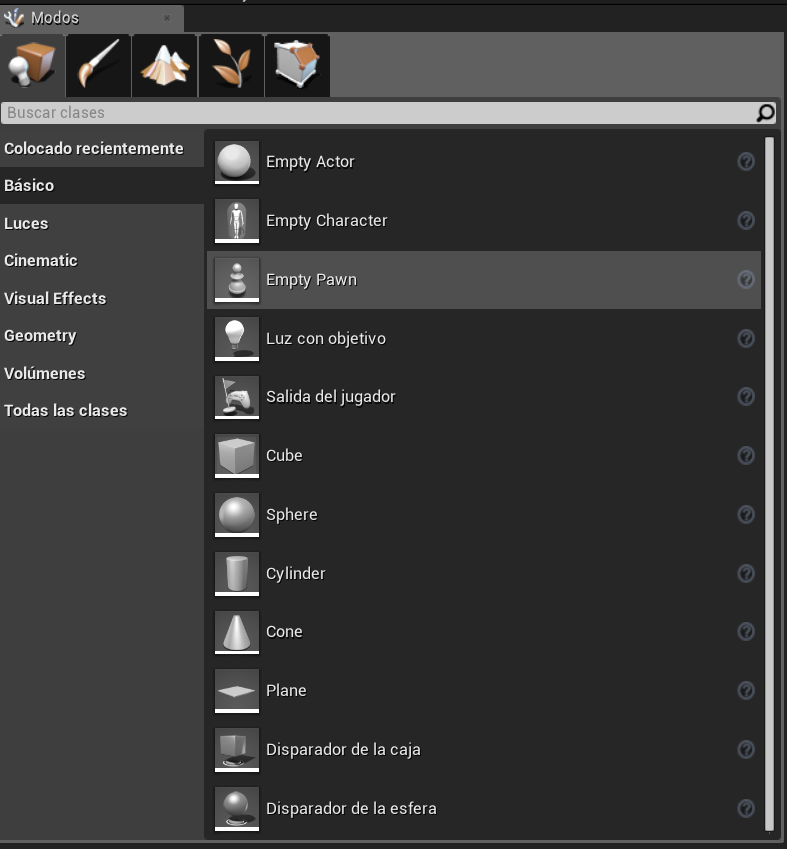 Modos
Buscar clases
Colocado recientemente
Básico
Luces
Cinematic
Visual Effects
Geometry
Volúmenes
Todas las clases
Empty Actor
Empty Character
Empty Pawn
Luz con objetivo
Salida del jugador
Cube
Sphere
Cylinder
Cone
Plane
Disparador de la caja
Disparador de la esfera